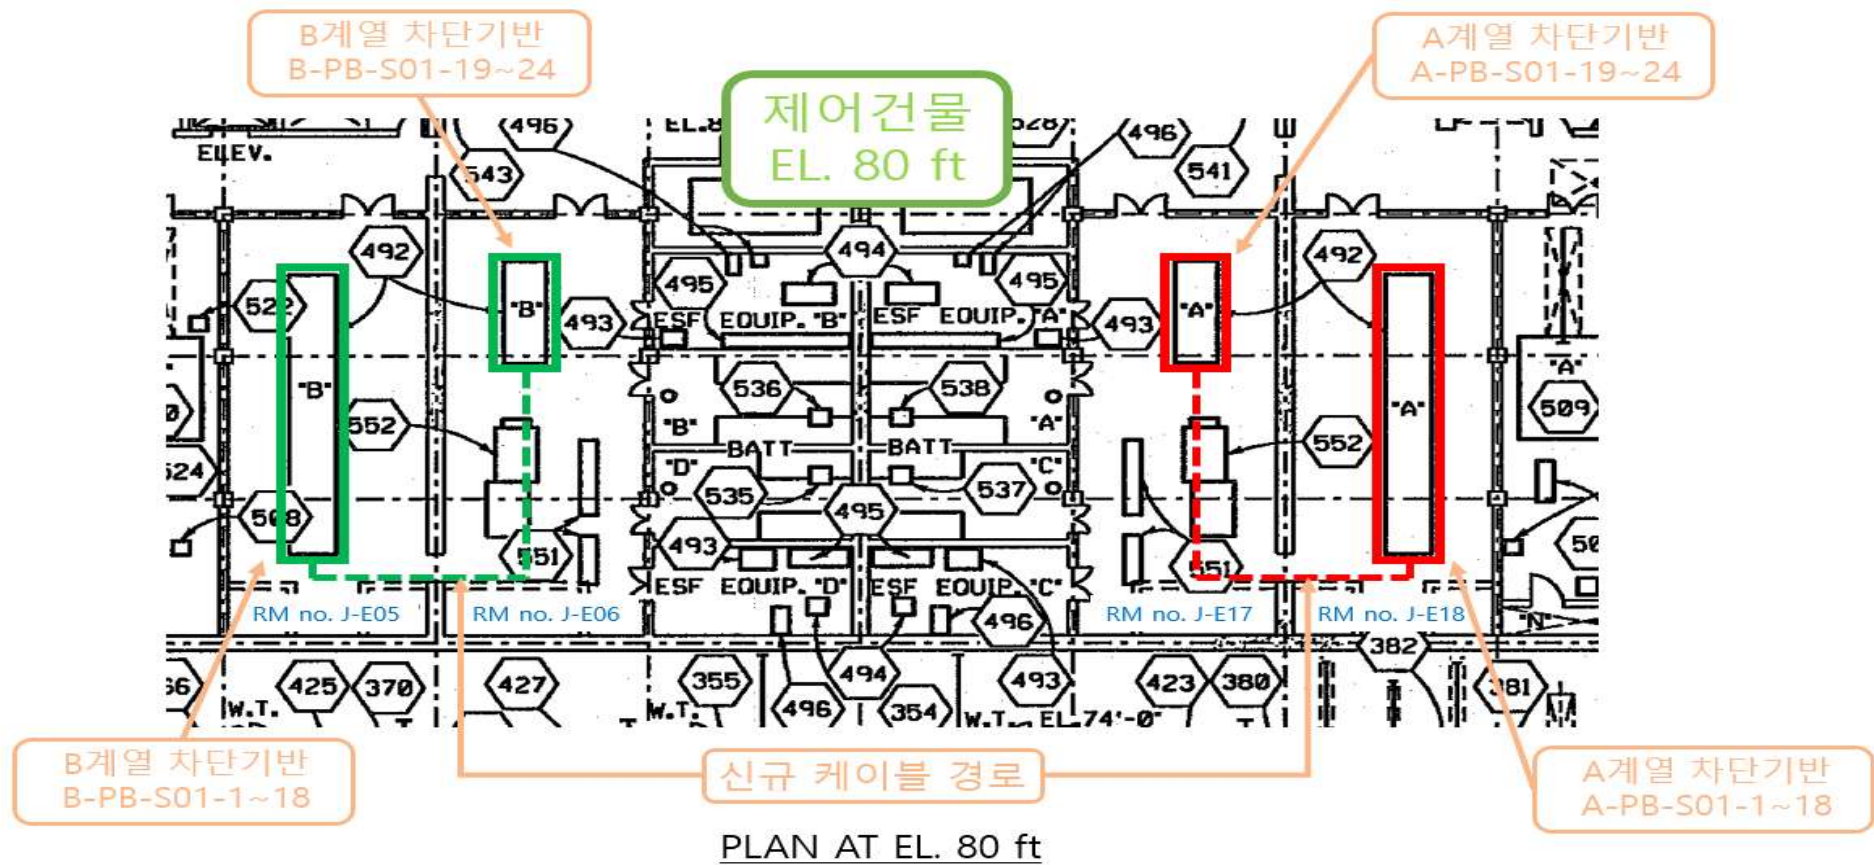 B계열 차단기반
B-PB-S01-19~24
A계열 차단기반
A-PB-S01-19~24
제어건물
EL. 80 ft
496
EL.8
528
496
ELEV.
543
541
492
494
492
495
495
522
"B"
493
ESF EQUIP. "B"
ESF EQUIP. "A"
493
"A"
"B"
536
538
"A"
"A"
509
552
"B"
BATT
BATT
"A"
552
524
"D"
535
537
"C"
508
495
551
493
551
ESF EQUIP. "D"
ESF EQUIP. "C"
RM no. J-E05
RM no. J-E06
496
RM no. J-E17
RM no. J-E18
"N"
382
425
370
427
355
494
493
423
380
381
W.T.
W.T.
496
354
W.T. EL.74'-0"
B계열 차단기반
B-PB-S01-1~18
신규 케이블 경로
A계열 차단기반
A-PB-S01-1~18
PLAN AT EL. 80 ft